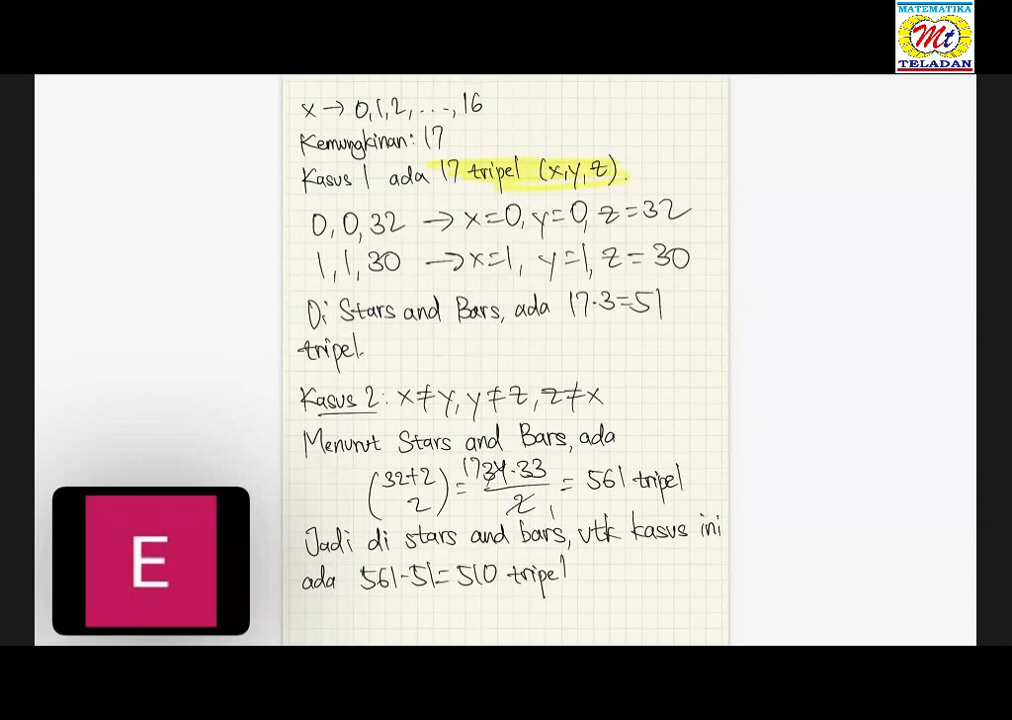 MATEMATIKA
Mt
TELADAN
x → 0,1,2,...,16
Kemungkinan: 17
Kasus 1 ada 17 tripel (x,y,z).
0, 0, 32 → x=0, y=0, z=32
1, 1, 30 → x=1, y=1, z=30
Di Stars and Bars, ada 17·3=51
tripel.
Kasus 2: x≠y, y≠z, z≠x
Menurut Stars and Bars, ada
(32+2 2) = 17 34·33 / 2 1 = 561 tripel
Jadi di stars and bars, utk kasus ini
ada 561-51=510 tripel
E